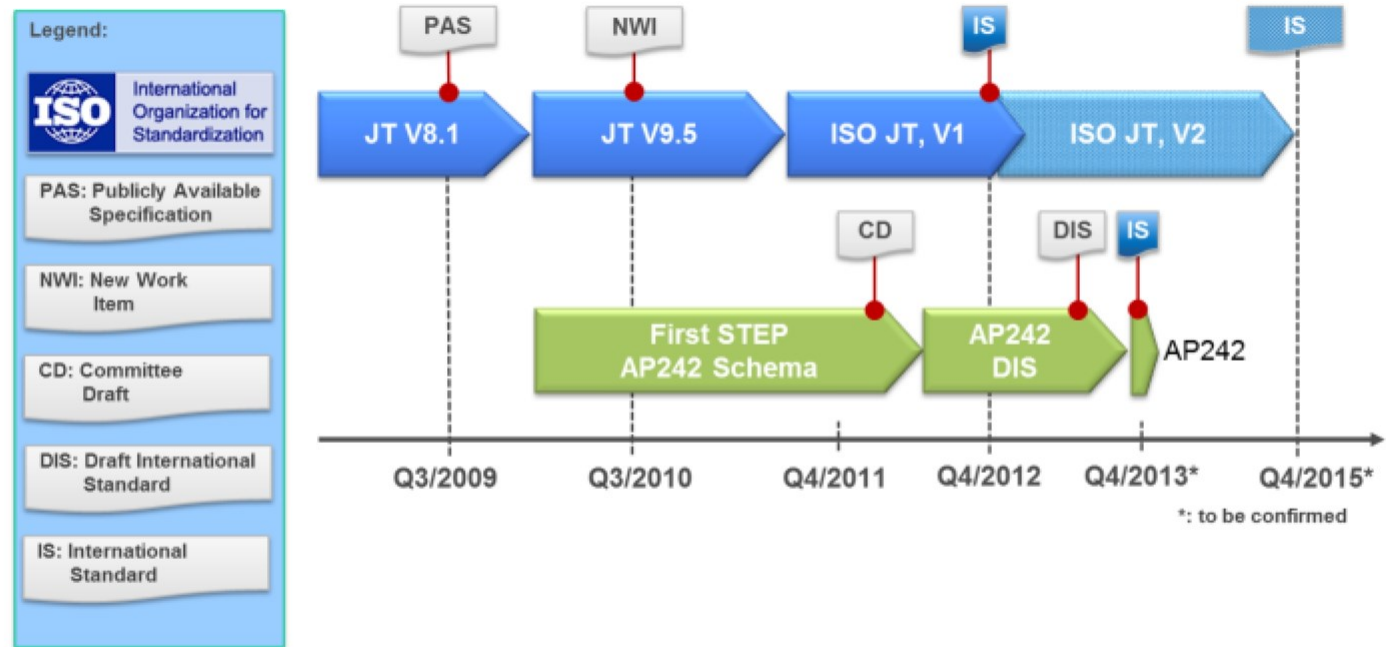 Legend:
ISO
International
Organization for
Standardization
PAS: Publicly Available
Specification
NWI: New Work
Item
CD: Committee
Draft
DIS: Draft International
Standard
IS: International
Standard
PAS
NWI
IS
IS
JT V8.1
JT V9.5
ISO JT, V1
ISO JT, V2
CD
DIS
IS
First STEP
AP242 Schema
AP242
DIS
AP242
Q3/2009
Q3/2010
Q4/2011
Q4/2012
Q4/2013*
Q4/2015*
*: to be confirmed